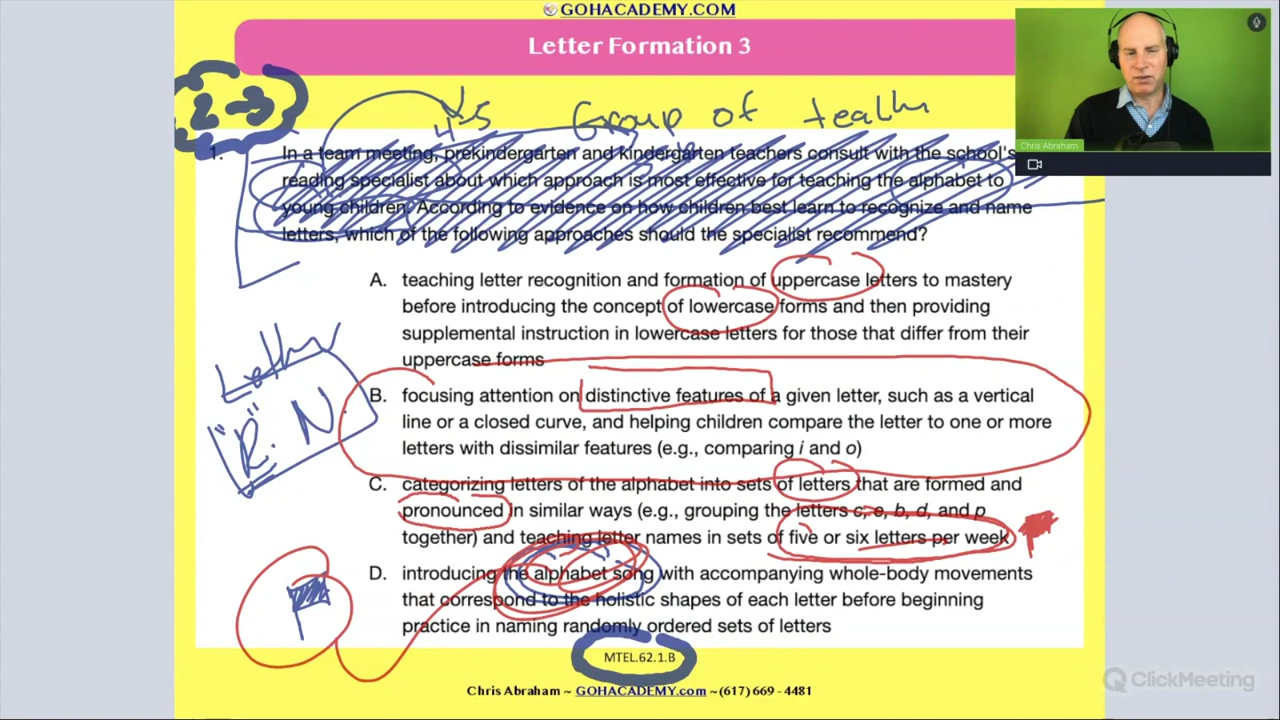 GOHACADEMY.COM
Letter Formation 3
Chris Abraham
2 →
4-5 Group of
1. In a team meeting, prekindergarten and kindergarten teachers consult with the school's
reading specialist about which approach is most effective for teaching the alphabet to
young children. According to evidence on how children best learn to recognize and name
letters, which of the following approaches should the specialist recommend?
A. teaching letter recognition and formation of uppercase letters to mastery
before introducing the concept of lowercase forms and then providing
supplemental instruction in lowercase letters for those that differ from their
uppercase forms
B. focusing attention on distinctive features of a given letter, such as a vertical
line or a closed curve, and helping children compare the letter to one or more
letters with dissimilar features (e.g., comparing i and o)
"R." N
C. categorizing letters of the alphabet into sets of letters that are formed and
pronounced in similar ways (e.g., grouping the letters c, e, b, d, and p
together) and teaching letter names in sets of five or six letters per week
D. introducing the alphabet song with accompanying whole-body movements
that correspond to the holistic shapes of each letter before beginning
practice in naming randomly ordered sets of letters
MTEL.62.1.B
Chris Abraham ~ GOHACADEMY.com ~(617) 669 - 4481
ClickMeeting